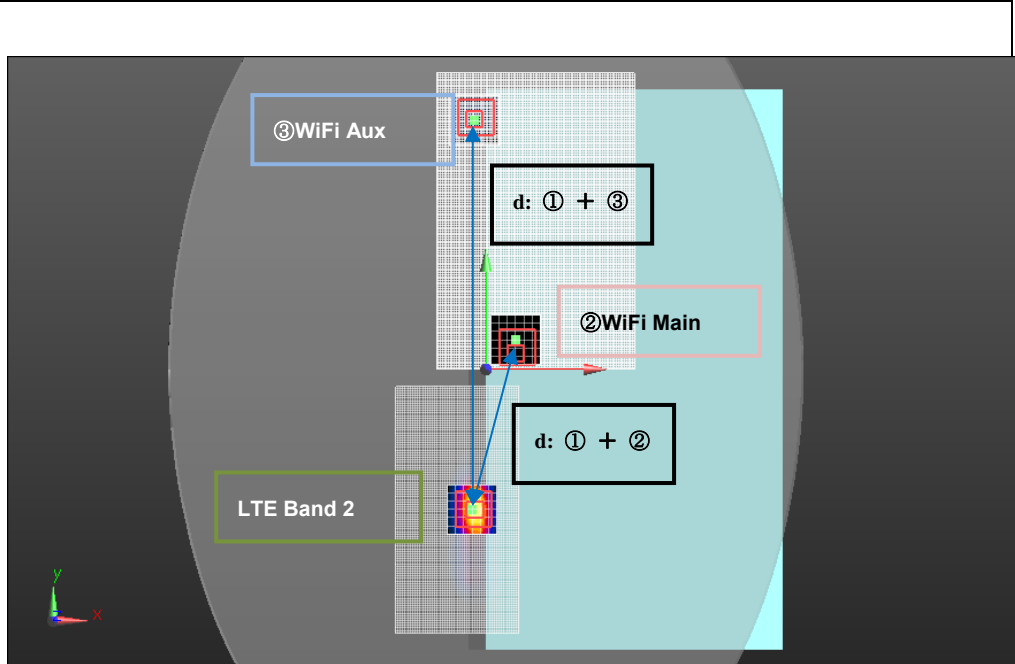 ③WiFi Aux
d: ① + ③
②WiFi Main
d: ① + ②
LTE Band 2
y
x